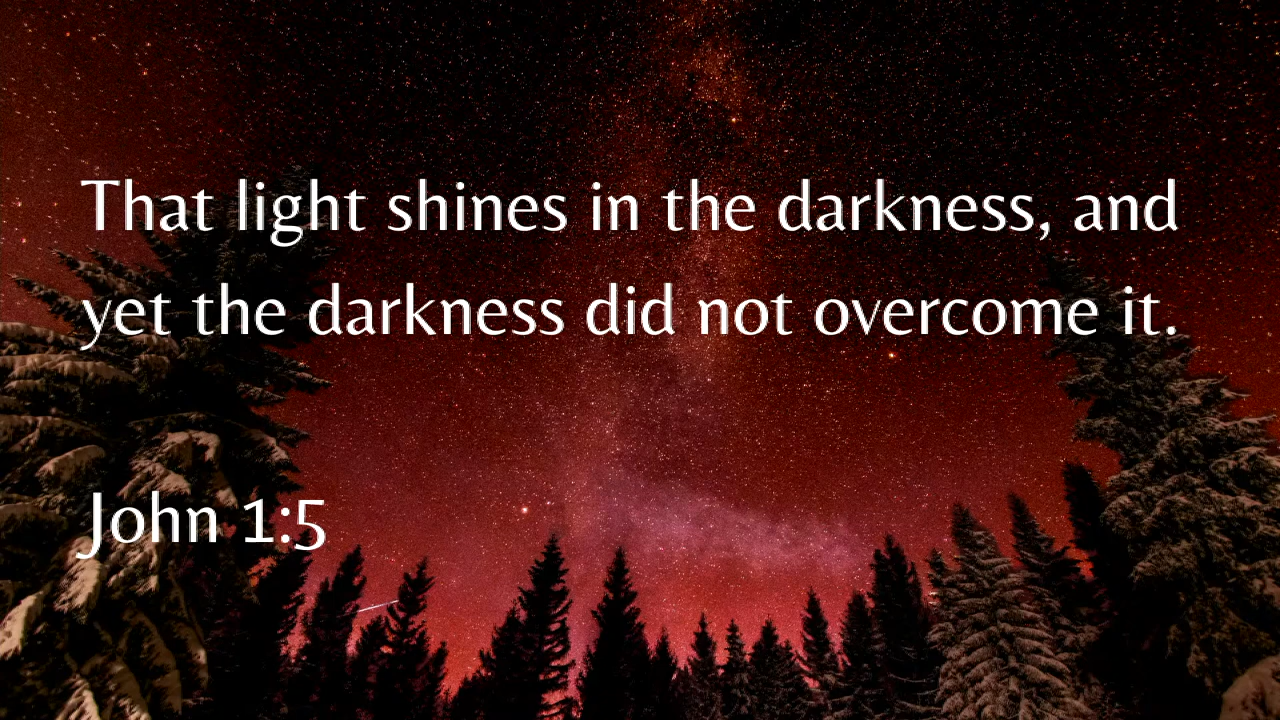 That light shines in the darkness, and
yet the darkness did not overcome it.
John 1:5